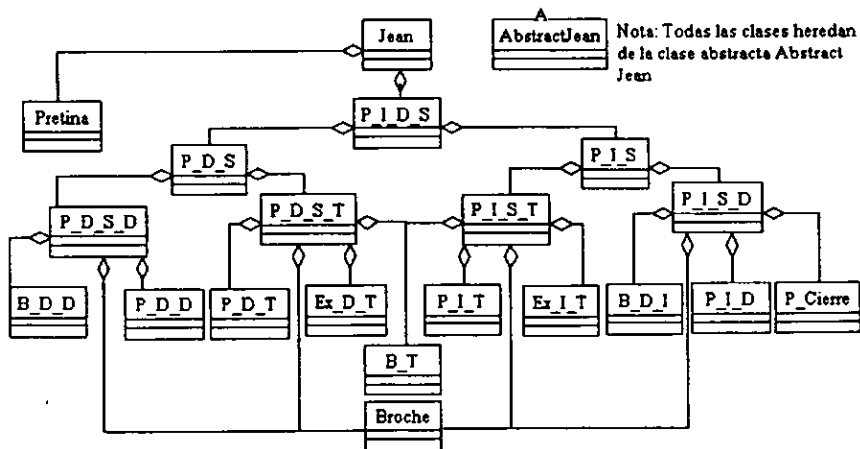 Jean
A
AbstractJean
Nota: Todas las clases heredan
de la clase abstracta Abstract
Jean
Pretina
P_I_D_S
P_D_S
P_I_S
P_D_S_D
P_D_S_T
P_I_S_T
P_I_S_D
B_D_D
P_D_D
P_D_T
Ex_D_T
P_I_T
Ex_I_T
B_D_I
P_I_D
P_Cierre
B_T
Broche